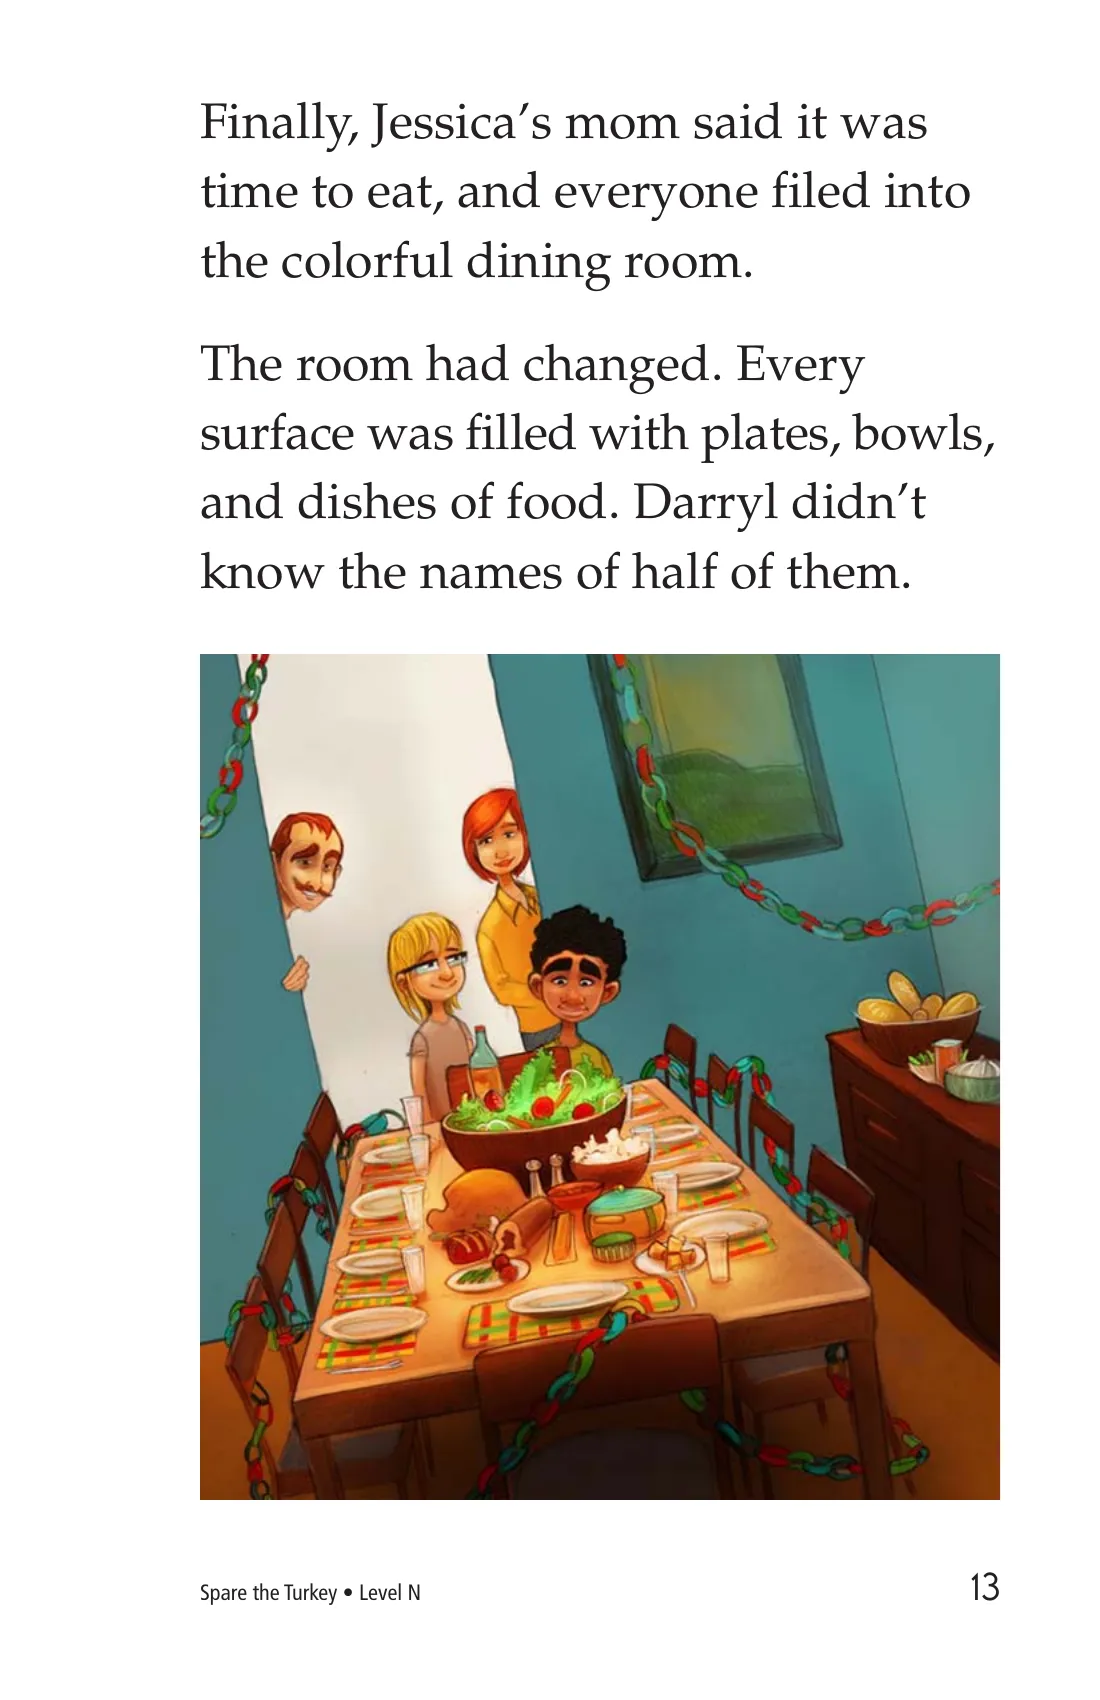 Finally, Jessica’s mom said it was
time to eat, and everyone filed into
the colorful dining room.
The room had changed. Every
surface was filled with plates, bowls,
and dishes of food. Darryl didn’t
know the names of half of them.
Spare the Turkey • Level N
13